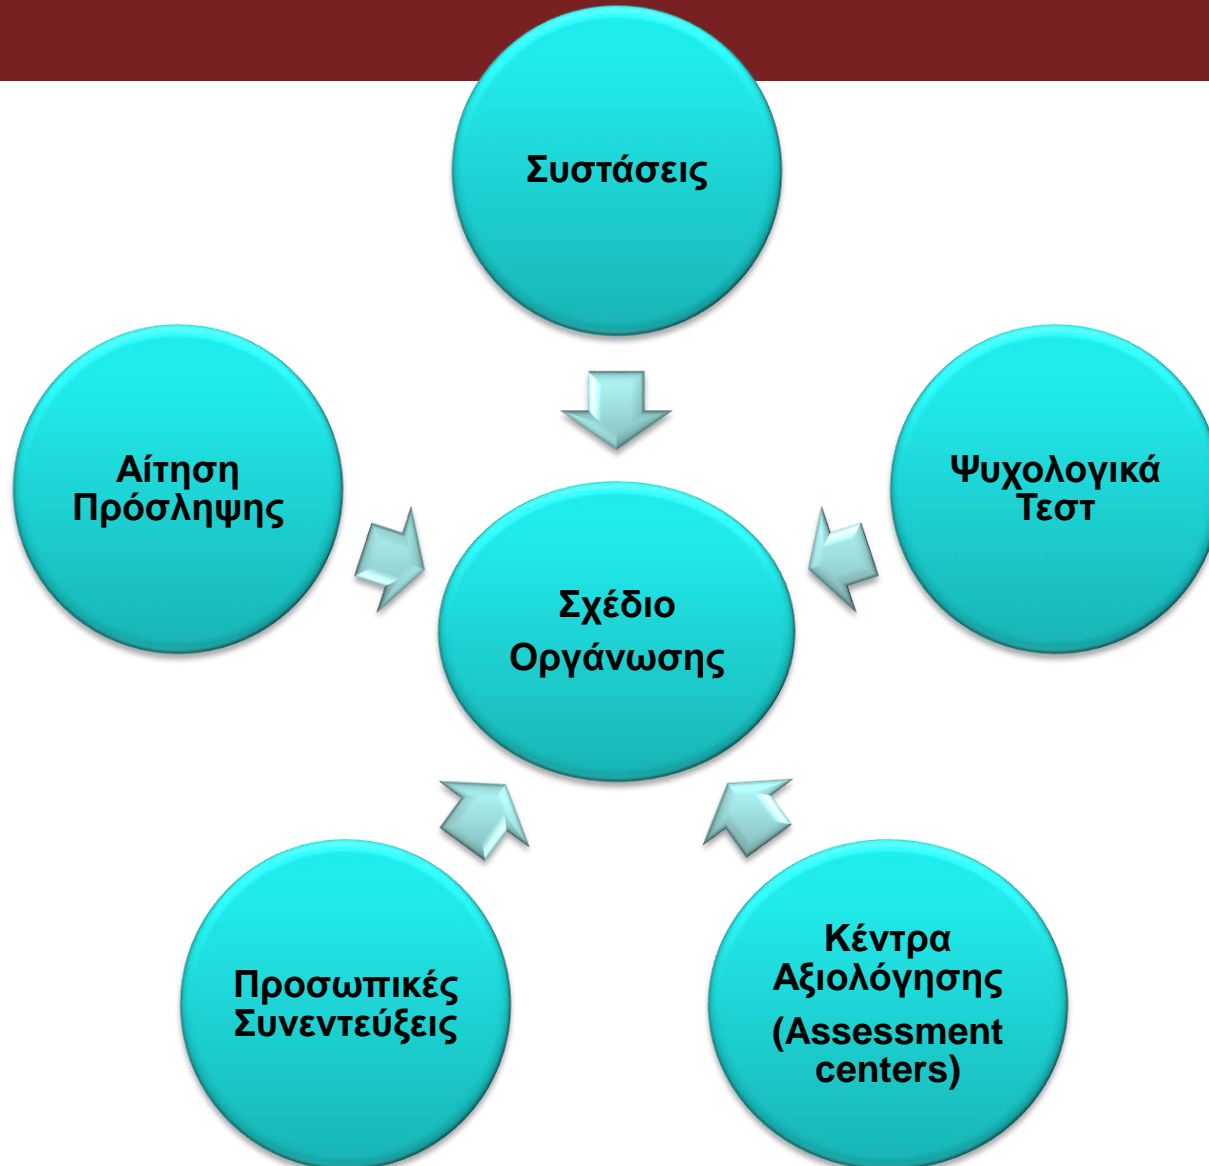 Συστάσεις
Αίτηση
Πρόσληψης
Ψυχολογικά
Τεστ
Σχέδιο
Οργάνωσης
Προσωπικές
Συνεντεύξεις
Κέντρα
Αξιολόγησης
(Assessment
centers)